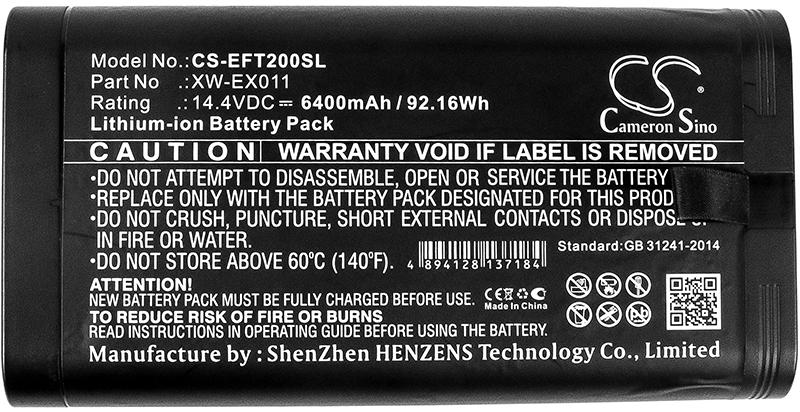 Model No.:CS-EFT200SL
Part No :XW-EX011
Rating .:14.4VDC⎓ 6400mAh / 92.16Wh
Lithium-ion Battery Pack
CS
Cameron Sino
CAUTION WARRANTY VOID IF LABEL IS REMOVED
•DO NOT ATTEMPT TO DISASSEMBLE, OPEN OR SERVICE THE BATTERY
•REPLACE ONLY WITH THE BATTERY PACK DESIGNATED FOR THIS PROD
•DO NOT CRUSH, PUNCTURE, SHORT EXTERNAL CONTACTS OR DISPOSE
IN FIRE OR WATER.
•DO NOT STORE ABOVE 60ºC (140ºF).
4 894128 137184
Standard:GB 31241-2014
ATTENTION!
NEW BATTERY PACK MUST BE FULLY CHARGED BEFORE USE.
TO REDUCE RISK OF FIRE OR BURNS
READ INSTRUCTIONS IN OPERATING GUIDE BEFORE USING THE BATTERY.
CE
Made in China
Manufacture by : ShenZhen HENZENS Technology Co., Limited